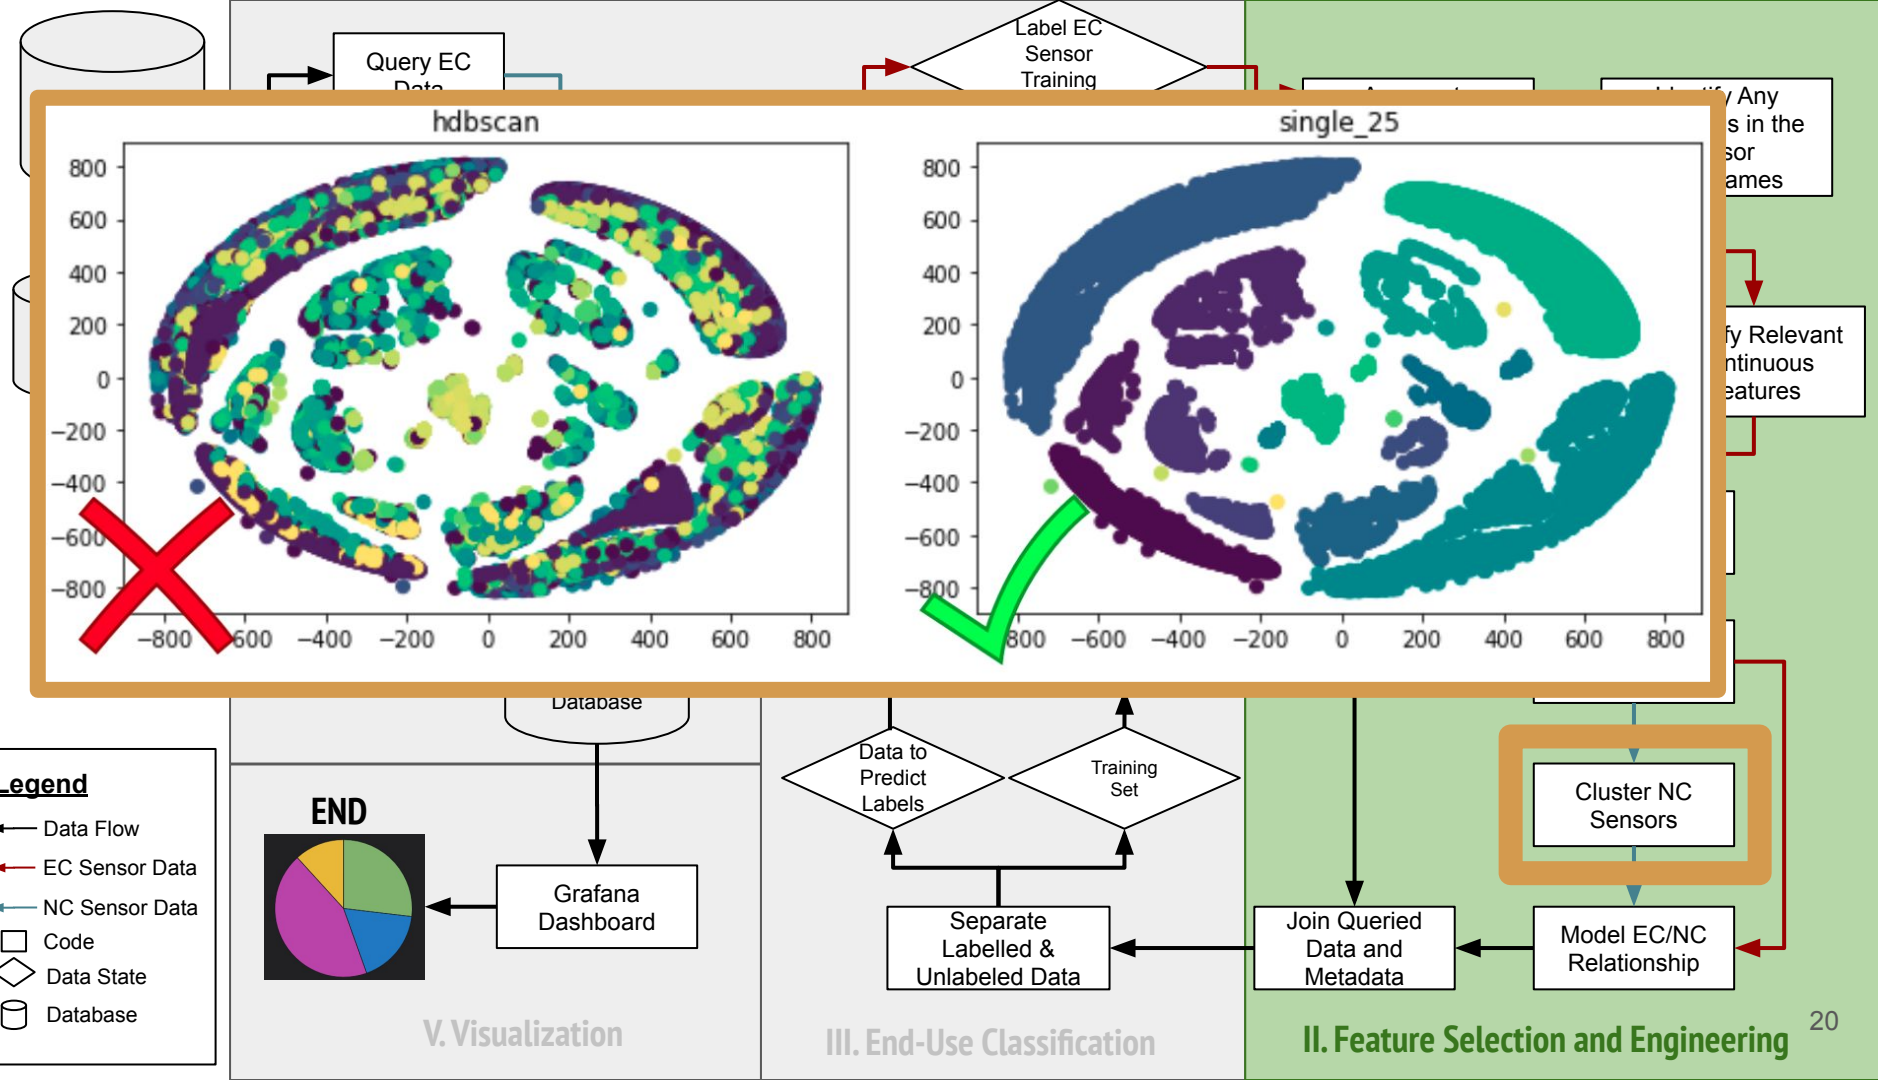 Query EC
Label EC
Sensor
Training
Any
s in the
sor
ames
hdbscan
800
600
400
200
0
−200
−400
−600
−800
−800
600
−400
−200
0
200
400
600
800
single_25
800
600
400
200
0
−200
−400
−600
−800
800
−600
−400
−200
0
200
400
600
800
fy Relevant
ntinuous
eatures
Database
Data to
Predict
Labels
Training
Set
Cluster NC
Sensors
Legend
Data Flow
EC Sensor Data
NC Sensor Data
Code
Data State
Database
END
Grafana
Dashboard
Separate
Labelled &
Unlabeled Data
Join Queried
Data and
Metadata
Model EC/NC
Relationship
V. Visualization
III. End-Use Classification
II. Feature Selection and Engineering
20